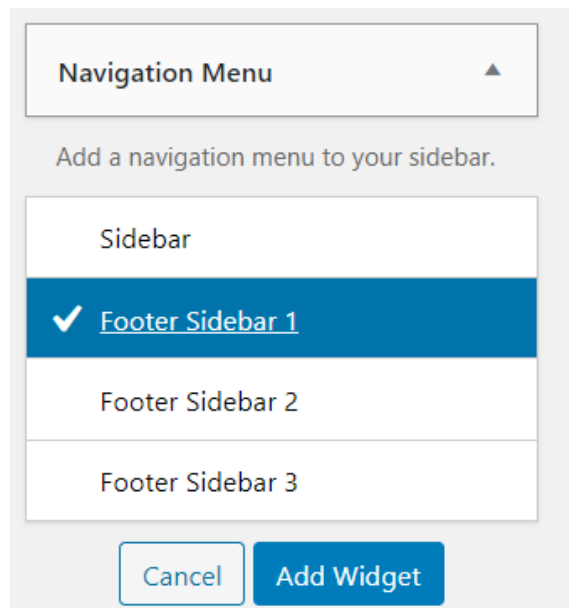 Navigation Menu
Add a navigation menu to your sidebar.
Sidebar
Footer Sidebar 1
Footer Sidebar 2
Footer Sidebar 3
Cancel Add Widget